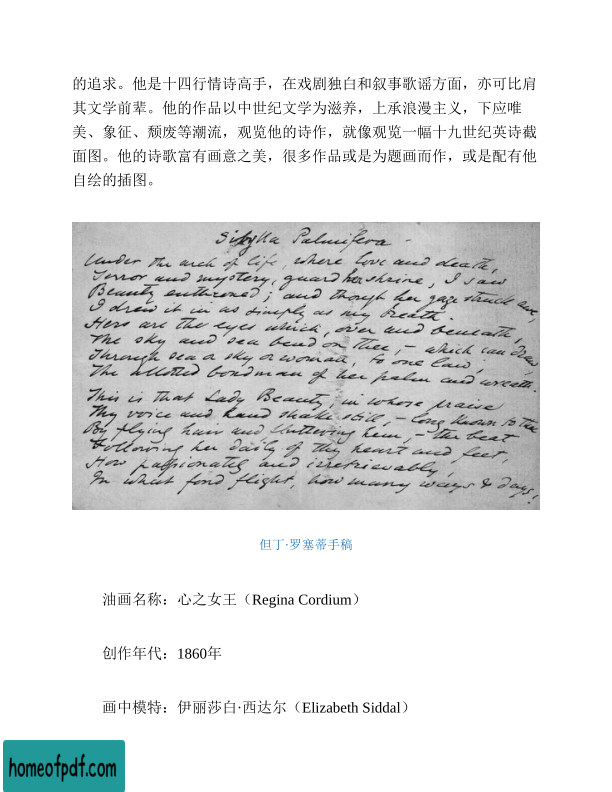 的追求。他是十四行情诗高手，在戏剧独白和叙事歌谣方面，亦可比肩
其文学前辈。他的作品以中世纪文学为滋养，上承浪漫主义，下应唯
美、象征、颓废等潮流，观览他的诗作，就像观览一幅十九世纪英诗截
面图。他的诗歌富有画意之美，很多作品或是为题画而作，或是配有他
自绘的插图。
Sibylla Palmifera
Under the arch of life, where love and death,
Terror and mystery, guard her shrine, I saw
Beauty enthroned; and though her gaze struck awe,
I drew it in as simply as my breath.
Hers are the eyes which, over and beneath,
The sky and sea bend on thee, – which can draw,
Through sea or sky or woman, to one law,
The allotted bondman of her palm and wreath.
This is that Lady Beauty, in whose praise
Thy voice and hand shake still, – long known to thee
By flying hair and fluttering hem, – the beat
Following her daily of thy heart and feet,
How passionately and irretrievably,
In what fond flight, how many ways & days!
但丁·罗塞蒂手稿
油画名称：心之女王（Regina Cordium）
创作年代：1860年
画中模特：伊丽莎白·西达尔（Elizabeth Siddal）
homeofpdf.com